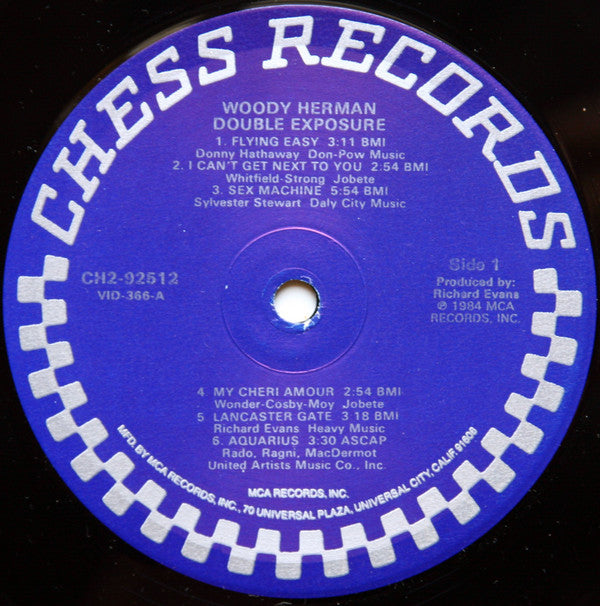 CHESS RECORDS
WOODY HERMAN
DOUBLE EXPOSURE
1. FLYING EASY 3:11 BMI
Donny Hathaway Don-Pow Music
2. I CAN'T GET NEXT TO YOU 2:54 BMI
Whitfield-Strong Jobete
3. SEX MACHINE 5:54 BMI
Sylvester Stewart Daly City Music
CH2-92512
VID-366-A
Side 1
Produced by:
Richard Evans
℗ 1984 MCA
RECORDS, INC.
4 MY CHERI AMOUR 2:54 BMI
Wonder-Cosby-Moy Jobete
5 LANCASTER GATE 3 18 BMI
Richard Evans Heavy Music
6. AQUARIUS 3:30 ASCAP
Rado, Ragni, MacDermot
United Artists Music Co., Inc.
MCA RECORDS, INC.
MF'D. BY MCA RECORDS, INC., 70 UNIVERSAL PLAZA, UNIVERSAL CITY, CALIF. 91608